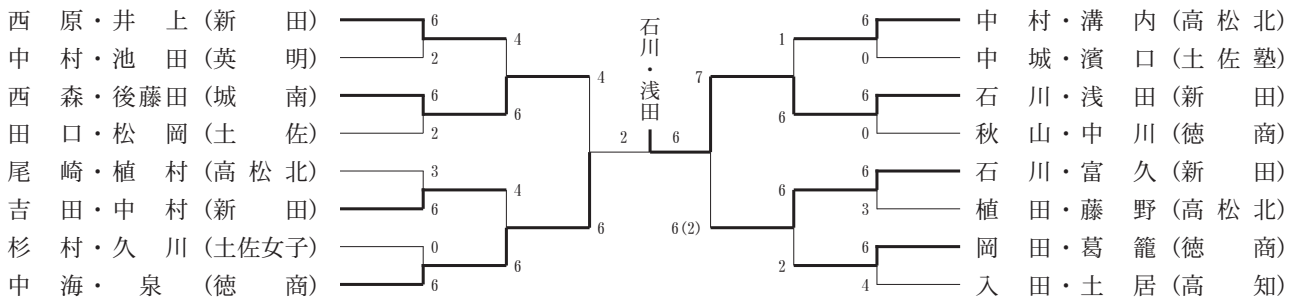 西原・井上(新田) 6 中村・溝内(高松北) 6
4 1
中村・池田(英明) 2 中城・濱口(土佐塾) 0
4 石川・浅田 7
西森・後藤田(城南) 6 石川・浅田(新田) 6
6 6
田口・松岡(土佐) 2 秋山・中川(徳商) 0
2 6
尾崎・植村(高松北) 3 石川・富久(新田) 6
4 6
吉田・中村(新田) 6 植田・藤野(高松北) 3
6 6(2)
杉村・久川(土佐女子) 0 岡田・葛籠(徳商) 6
6 2
中海・泉(徳商) 6 入田・土居(高知) 4